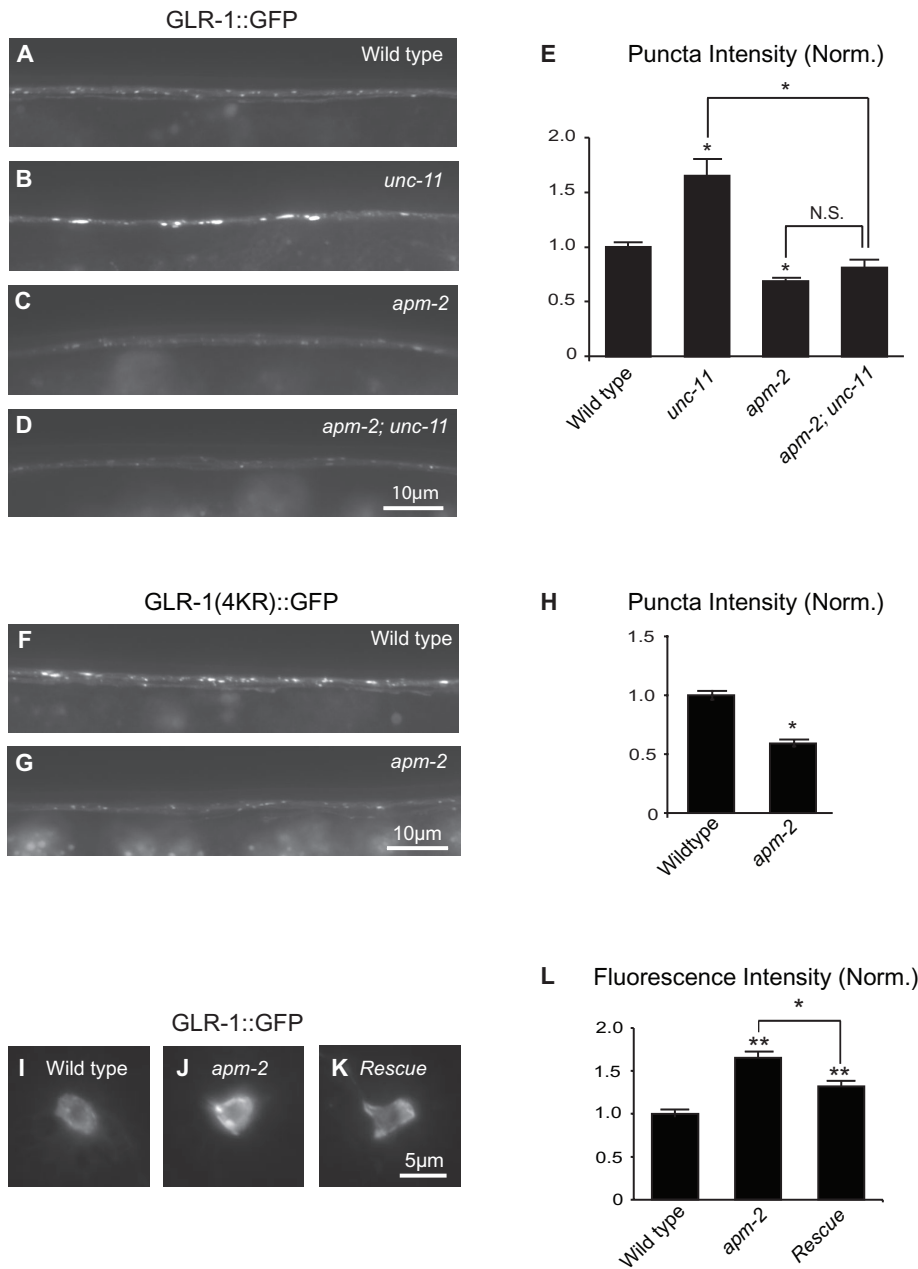 GLR-1::GFP
A Wild type
B unc-11
C apm-2
D apm-2; unc-11
10µm
E Puncta Intensity (Norm.)
*
2.0
1.5
1.0
0.5
0
*
N.S.
*
Wild type
unc-11
apm-2
apm-2; unc-11
GLR-1(4KR)::GFP
F Wild type
G apm-2
10µm
H Puncta Intensity (Norm.)
1.5
1.0
0.5
0
*
Wildtype
apm-2
GLR-1::GFP
I Wild type
J apm-2
K Rescue
5µm
L Fluorescence Intensity (Norm.)
*
2.0
1.5
1.0
0.5
0
**
**
Wild type
apm-2
Rescue